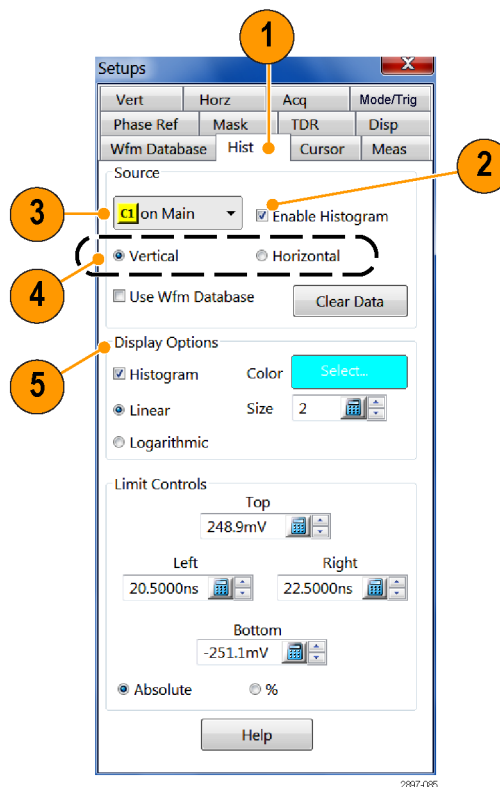 1
Setups
X
Vert Horz Acq Mode/Trig
Phase Ref Mask TDR Disp
Wfm Database Hist Cursor Meas
2
Source
3
C1 on Main Enable Histogram
4
Vertical Horizontal
Use Wfm Database Clear Data
5
Display Options
Histogram Color Select...
Linear Size 2
Logarithmic
Limit Controls
Top
248.9mV
Left Right
20.5000ns 22.5000ns
Bottom
-251.1mV
Absolute %
Help
2897-085